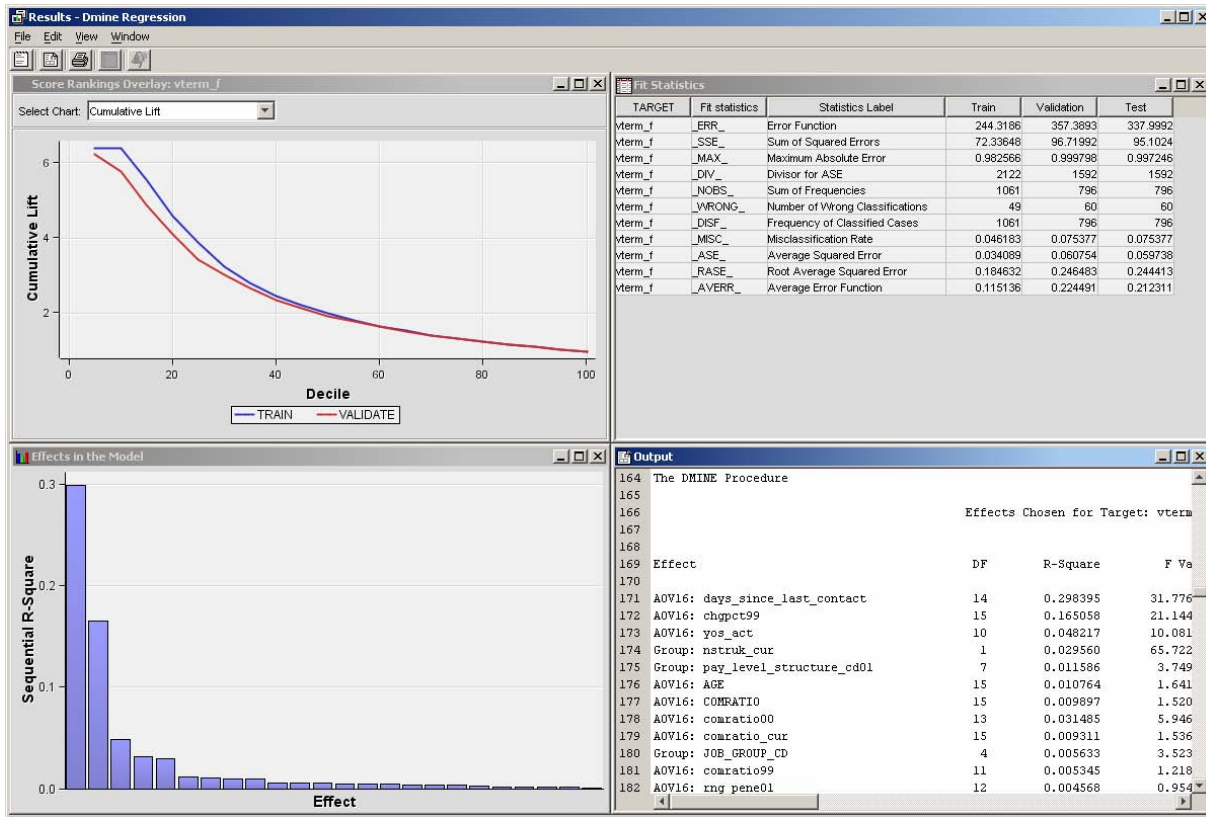 Results - Dmine Regression
File Edit View Window
Score Rankings Overlay: vterm_f
Select Chart: Cumulative Lift
Cumulative Lift
6
4
2
0 20 40 60 80 100
Decile
TRAIN VALIDATE
Fit Statistics
TARGET Fit statistics Statistics Label Train Validation Test
vterm_f _ERR_ Error Function 244.3186 357.3893 337.9992
vterm_f _SSE_ Sum of Squared Errors 72.33648 96.71992 95.1024
vterm_f _MAX_ Maximum Absolute Error 0.982566 0.999798 0.997246
vterm_f _DIV_ Divisor for ASE 2122 1592 1592
vterm_f _NOBS_ Sum of Frequencies 1061 796 796
vterm_f _WRONG_ Number of Wrong Classifications 49 60 60
vterm_f _DISF_ Frequency of Classified Cases 1061 796 796
vterm_f _MISC_ Misclassification Rate 0.046183 0.075377 0.075377
vterm_f _ASE_ Average Squared Error 0.034089 0.060754 0.059738
vterm_f _RASE_ Root Average Squared Error 0.184632 0.246483 0.244413
vterm_f _AVERR_ Average Error Function 0.115136 0.224491 0.212311
Effects in the Model
Sequential R-Square
0.3
0.2
0.1
0.0
Effect
Output
164 The DMINE Procedure
165
166 Effects Chosen for Target: vterm
167
168
169 Effect DF R-Square F Va
170
171 AOV16: days_since_last_contact 14 0.298395 31.776
172 AOV16: chgpct99 15 0.165058 21.144
173 AOV16: yos_act 10 0.048217 10.081
174 Group: nstruk_cur 1 0.029560 65.722
175 Group: pay_level_structure_cd01 7 0.011586 3.749
176 AOV16: AGE 15 0.010764 1.641
177 AOV16: COMRATIO 15 0.009897 1.520
178 AOV16: comratio00 13 0.031485 5.946
179 AOV16: comratio_cur 15 0.009311 1.536
180 Group: JOB_GROUP_CD 4 0.005633 3.523
181 AOV16: comratio99 11 0.005345 1.218
182 AOV16: rng_pene01 12 0.004568 0.954